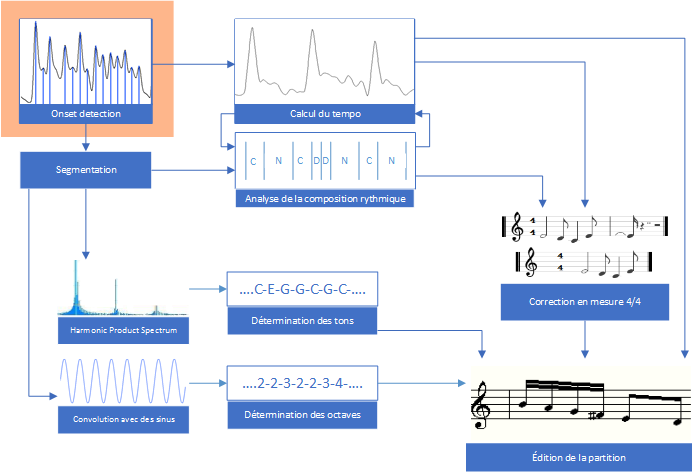 Onset detection
Calcul du tempo
Segmentation
C N C D D N C N
Analyse de la composition rythmique
4
4
4
4
Correction en mesure 4/4
Harmonic Product Spectrum
....C-E-G-G-C-G-C-....
Détermination des tons
Convolution avec des sinus
....2-2-3-2-2-3-4-....
Détermination des octaves
Édition de la partition